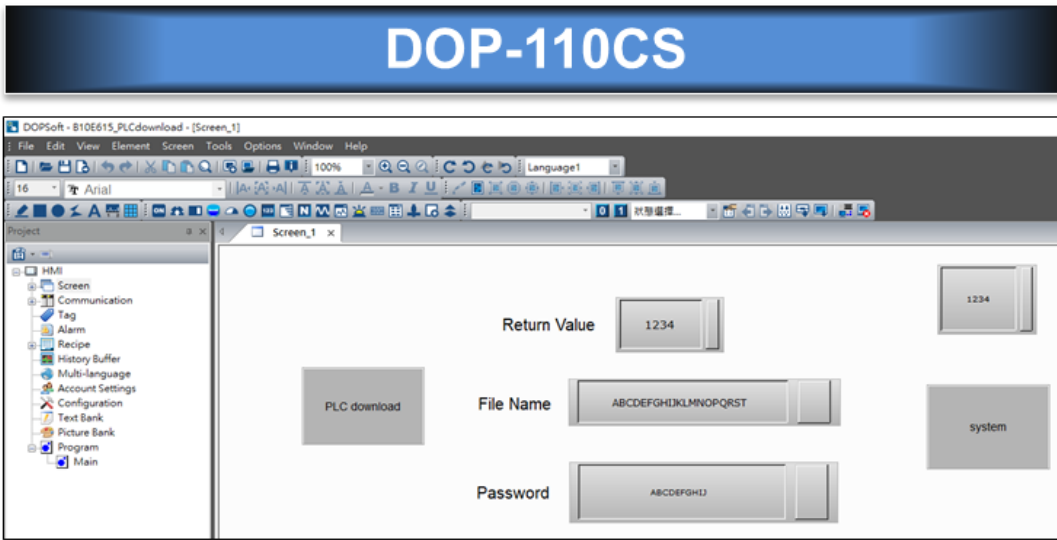 DOP-110CS
DOPSoft - B10E615_PLCdownload - [Screen_1]
File Edit View Element Screen Tools Options Window Help
100% Language1
16 Arial A B I U
0 1 狀態選擇...
Project
Screen_1
HMI
Screen
Communication
Tag
Alarm
Recipe
History Buffer
Multi-language
Account Settings
Configuration
Text Bank
Picture Bank
Program
Main
1234
Return Value 1234
PLC download
File Name ABCDEFGHIJKLMNOPQRST
system
Password ABCDEFGHIJ